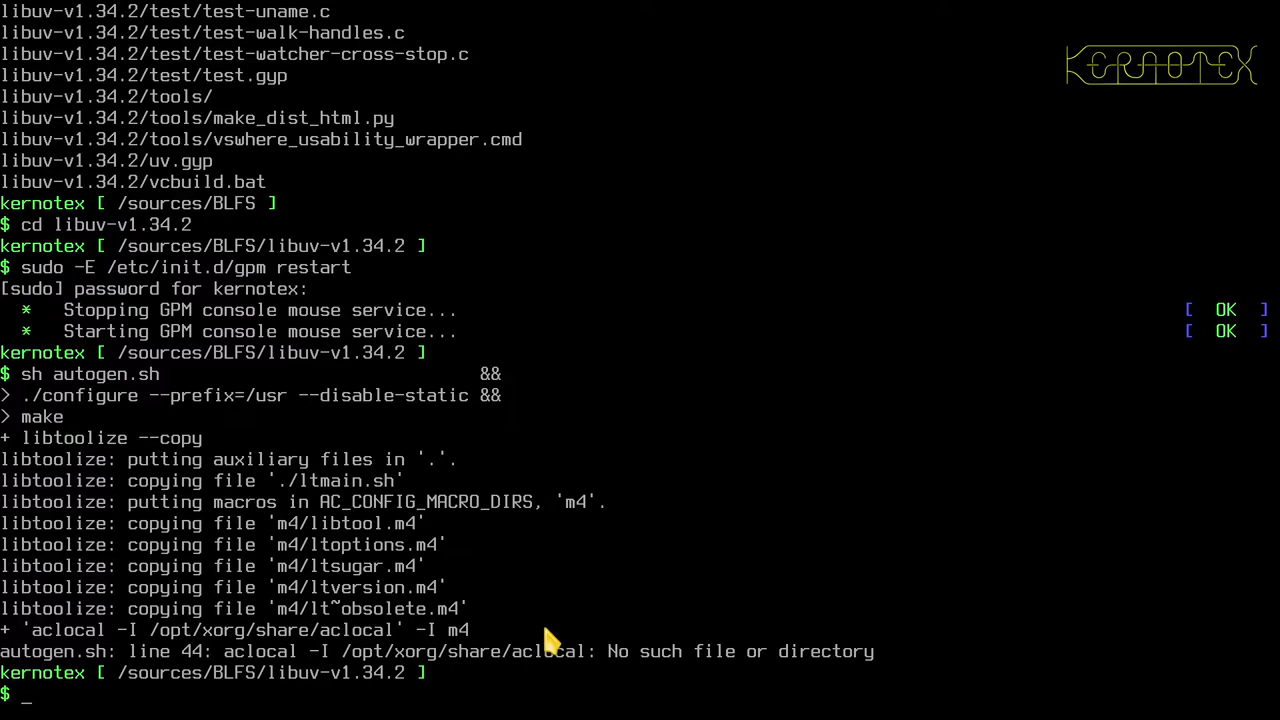 libuv-v1.34.2/test/test-uname.c
libuv-v1.34.2/test/test-walk-handles.c
libuv-v1.34.2/test/test-watcher-cross-stop.c
libuv-v1.34.2/test/test.gyp
libuv-v1.34.2/tools/
libuv-v1.34.2/tools/make_dist_html.py
libuv-v1.34.2/tools/vswhere_usability_wrapper.cmd
libuv-v1.34.2/uv.gyp
libuv-v1.34.2/vcbuild.bat
KERNOTEX
kernotex [ /sources/BLFS ]
$ cd libuv-v1.34.2
kernotex [ /sources/BLFS/libuv-v1.34.2 ]
$ sudo -E /etc/init.d/gpm restart
[sudo] password for kernotex:
* Stopping GPM console mouse service... [ OK ]
* Starting GPM console mouse service... [ OK ]
kernotex [ /sources/BLFS/libuv-v1.34.2 ]
$ sh autogen.sh &&
> ./configure --prefix=/usr --disable-static &&
> make
+ libtoolize --copy
libtoolize: putting auxiliary files in '.'.
libtoolize: copying file './ltmain.sh'
libtoolize: putting macros in AC_CONFIG_MACRO_DIRS, 'm4'.
libtoolize: copying file 'm4/libtool.m4'
libtoolize: copying file 'm4/ltoptions.m4'
libtoolize: copying file 'm4/ltsugar.m4'
libtoolize: copying file 'm4/ltversion.m4'
libtoolize: copying file 'm4/lt~obsolete.m4'
+ 'aclocal -I /opt/xorg/share/aclocal' -I m4
autogen.sh: line 44: aclocal -I /opt/xorg/share/aclocal: No such file or directory
kernotex [ /sources/BLFS/libuv-v1.34.2 ]
$ _